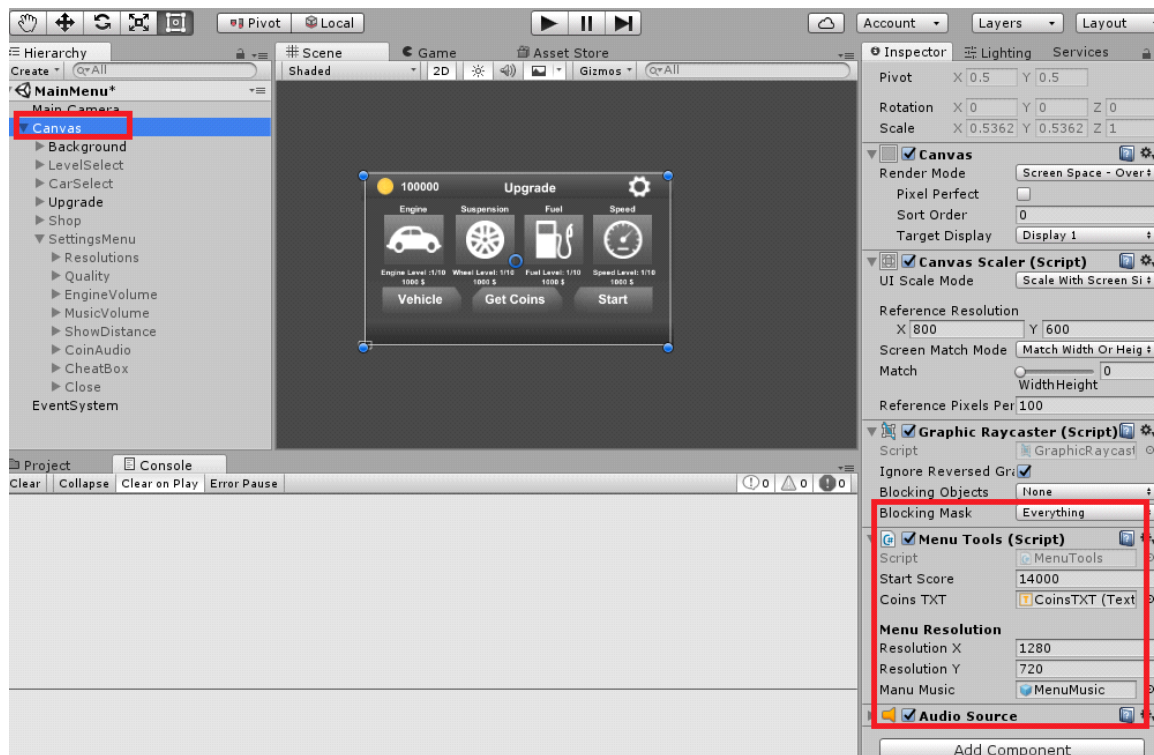 Pivot Local Account Layers Layout
Hierarchy
Create All
MainMenu*
Main Camera
Canvas
Background
LevelSelect
CarSelect
Upgrade
Shop
SettingsMenu
Resolutions
Quality
EngineVolume
MusicVolume
ShowDistance
CoinAudio
CheatBox
Close
EventSystem
Scene Game Asset Store
Shaded 2D Gizmos All
100000 Upgrade
Engine Suspension Fuel Speed
Engine Level :1/10 Wheel Level: 1/10 Fuel Level: 1/10 Speed Level: 1/10
1000 $ 1000 $ 1000 $ 1000 $
Vehicle Get Coins Start
Project Console
Clear Collapse Clear on Play Error Pause 0 0 0
Inspector Lighting Services
Pivot X 0.5 Y 0.5
Rotation X 0 Y 0 Z 0
Scale X 0.5362 Y 0.5362 Z 1
Canvas
Render Mode Screen Space - Over
Pixel Perfect
Sort Order 0
Target Display Display 1
Canvas Scaler (Script)
UI Scale Mode Scale With Screen Si
Reference Resolution
X 800 Y 600
Screen Match Mode Match Width Or Heig
Match 0
Width Height
Reference Pixels Per 100
Graphic Raycaster (Script)
Script GraphicRaycast
Ignore Reversed Gra
Blocking Objects None
Blocking Mask Everything
Menu Tools (Script)
Script MenuTools
Start Score 14000
Coins TXT CoinsTXT (Text
Menu Resolution
Resolution X 1280
Resolution Y 720
Manu Music MenuMusic
Audio Source
Add Component